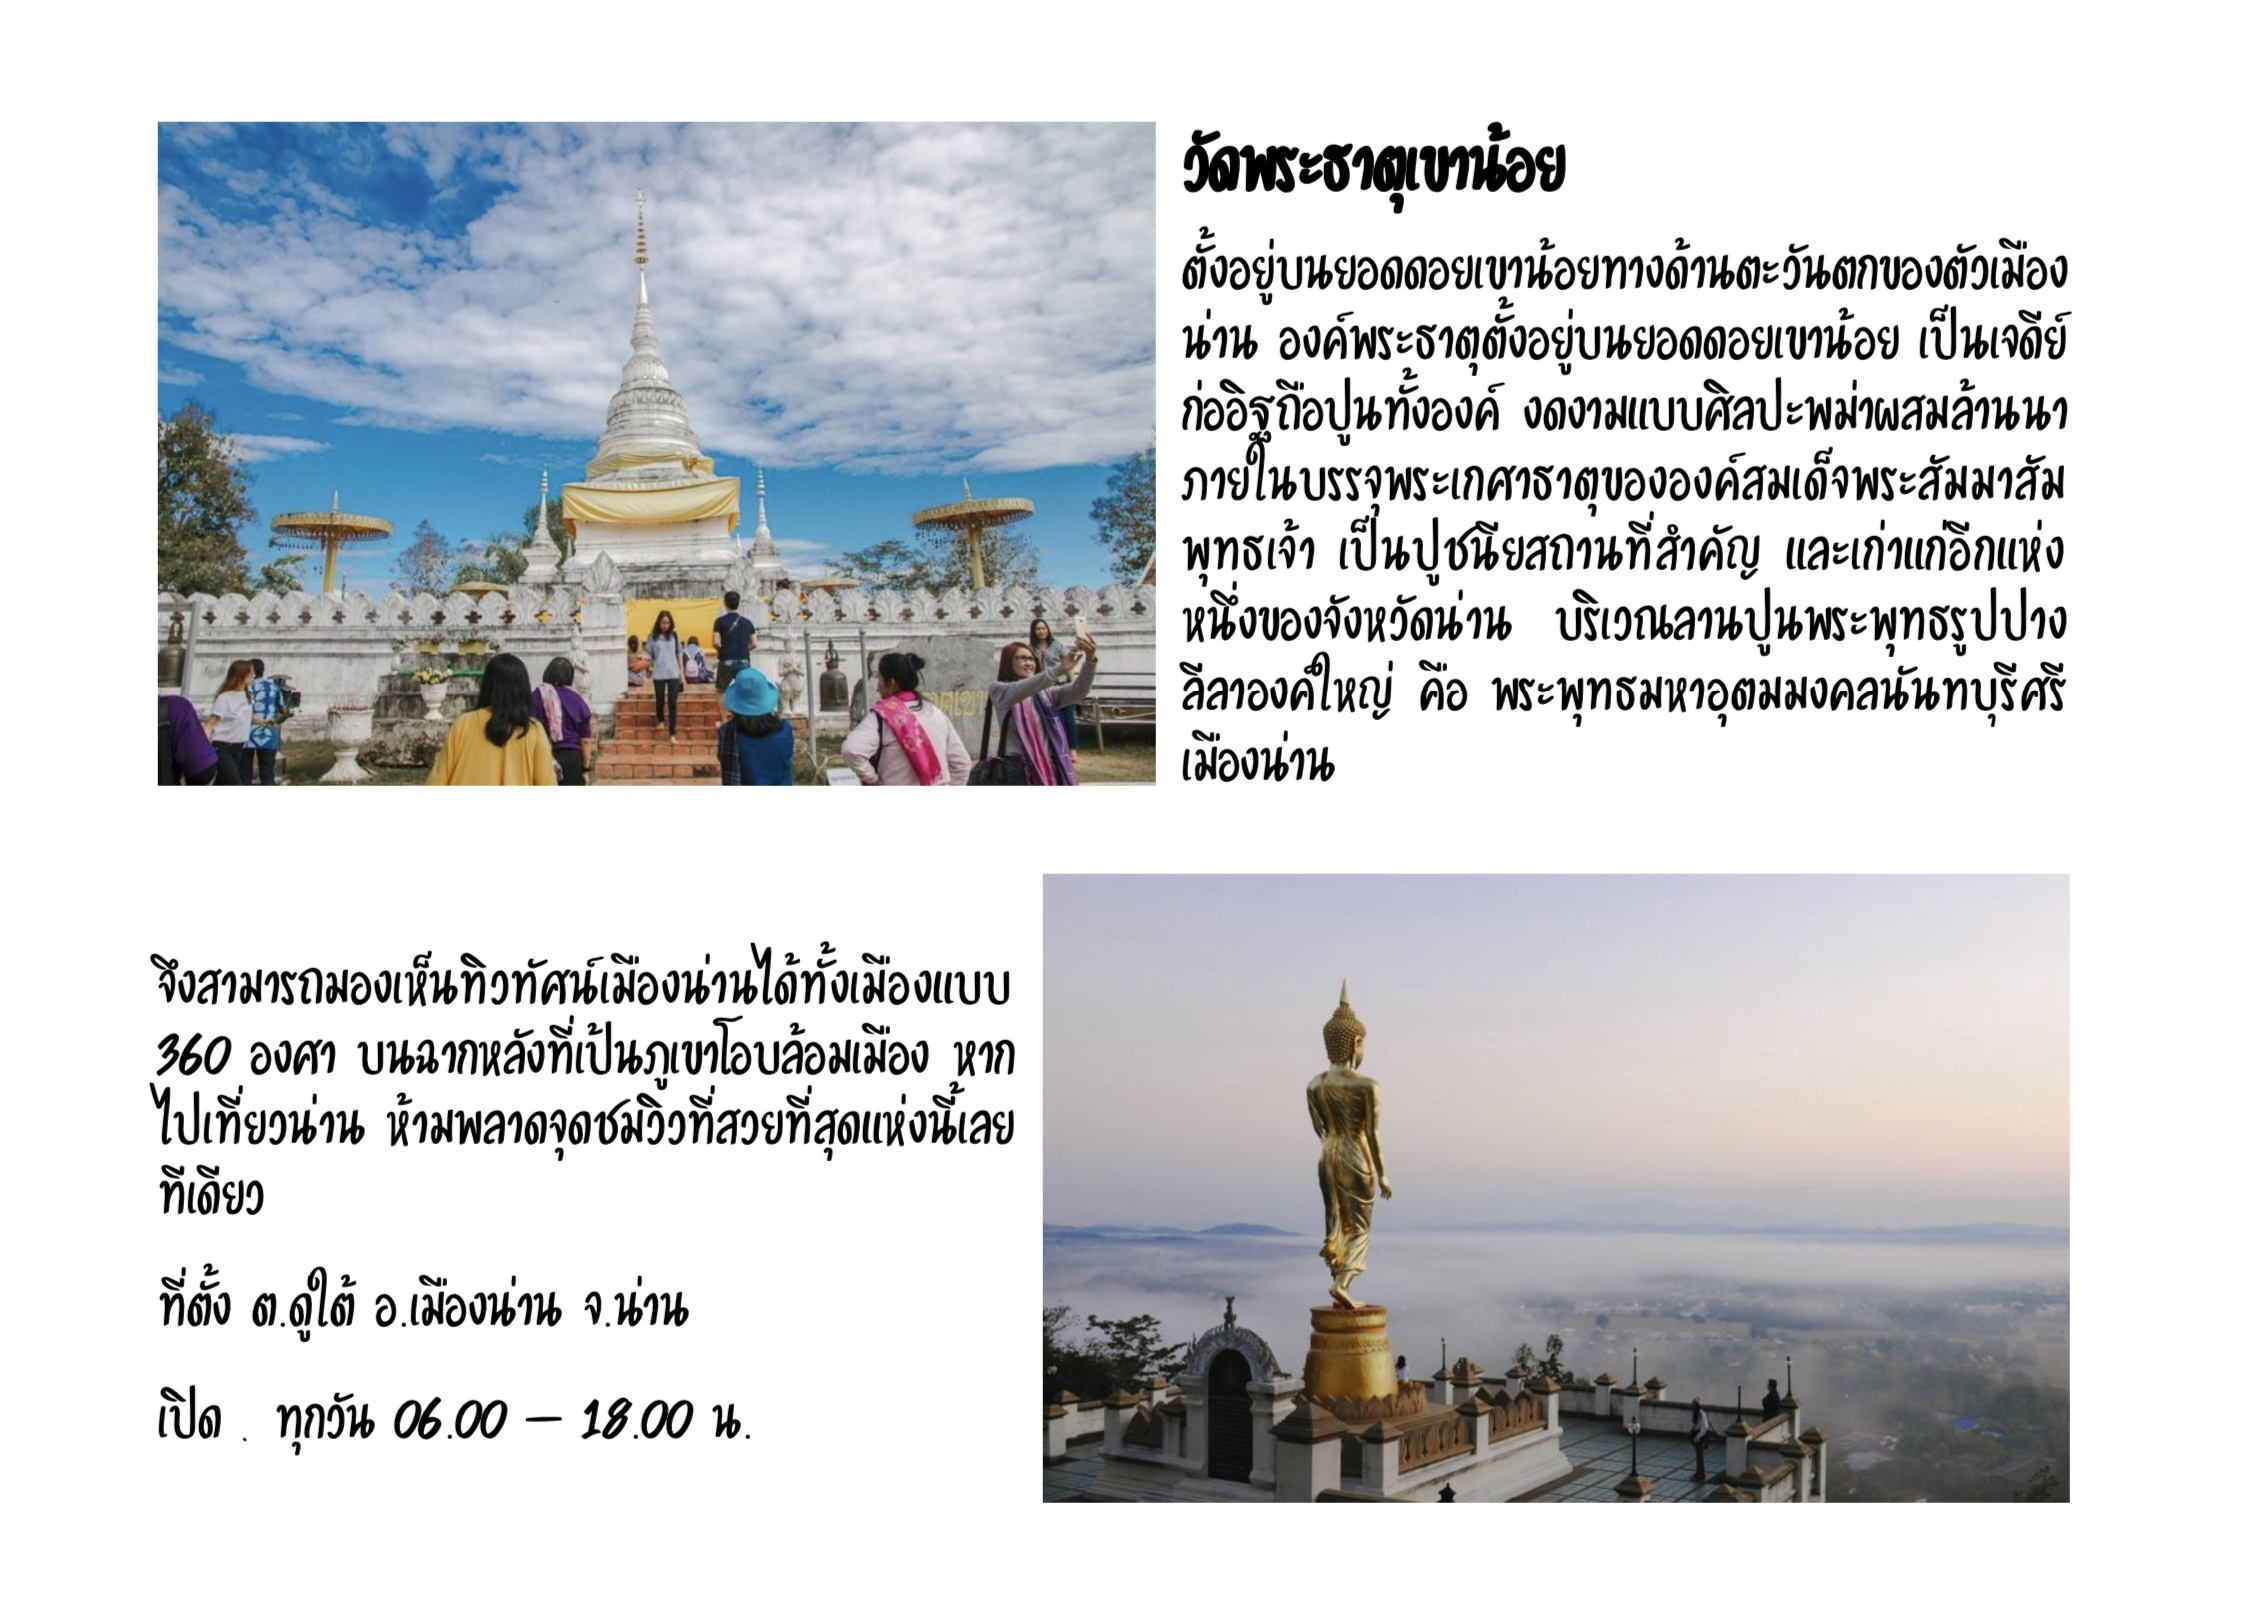 วัดพระธาตุเขาน้อย
ตั้งอยู่บนยอดดอยเขาน้อยทางด้านตะวันตกของตัวเมือง
น่าน องค์พระธาตุตั้งอยู่บนยอดดอยเขาน้อย เป็นเจดีย์
ก่ออิฐถือปูนทั้งองค์ งดงามแบบศิลปะพม่าผสมล้านนา
ภายในบรรจุพระเกศาธาตุขององค์สมเด็จพระสัมมาสัม
พุทธเจ้า เป็นปูชนียสถานที่สำคัญ และเก่าแก่อีกแห่ง
หนึ่งของจังหวัดน่าน บริเวณลานปูนพระพุทธรูปปาง
ลีลาองค์ใหญ่ คือ พระพุทธมหาอุตมมงคลนันทบุรีศรี
เมืองน่าน
จึงสามารถมองเห็นทิวทัศน์เมืองน่านได้ทั้งเมืองแบบ
360 องศา บนฉากหลังที่เป็นภูเขาโอบล้อมเมือง หาก
ไปเที่ยวน่าน ห้ามพลาดจุดชมวิวที่สวยที่สุดแห่งนี้เลย
ทีเดียว
ที่ตั้ง ต.ดู่ใต้ อ.เมืองน่าน จ.น่าน
เปิด . ทุกวัน 06.00 – 18.00 น.